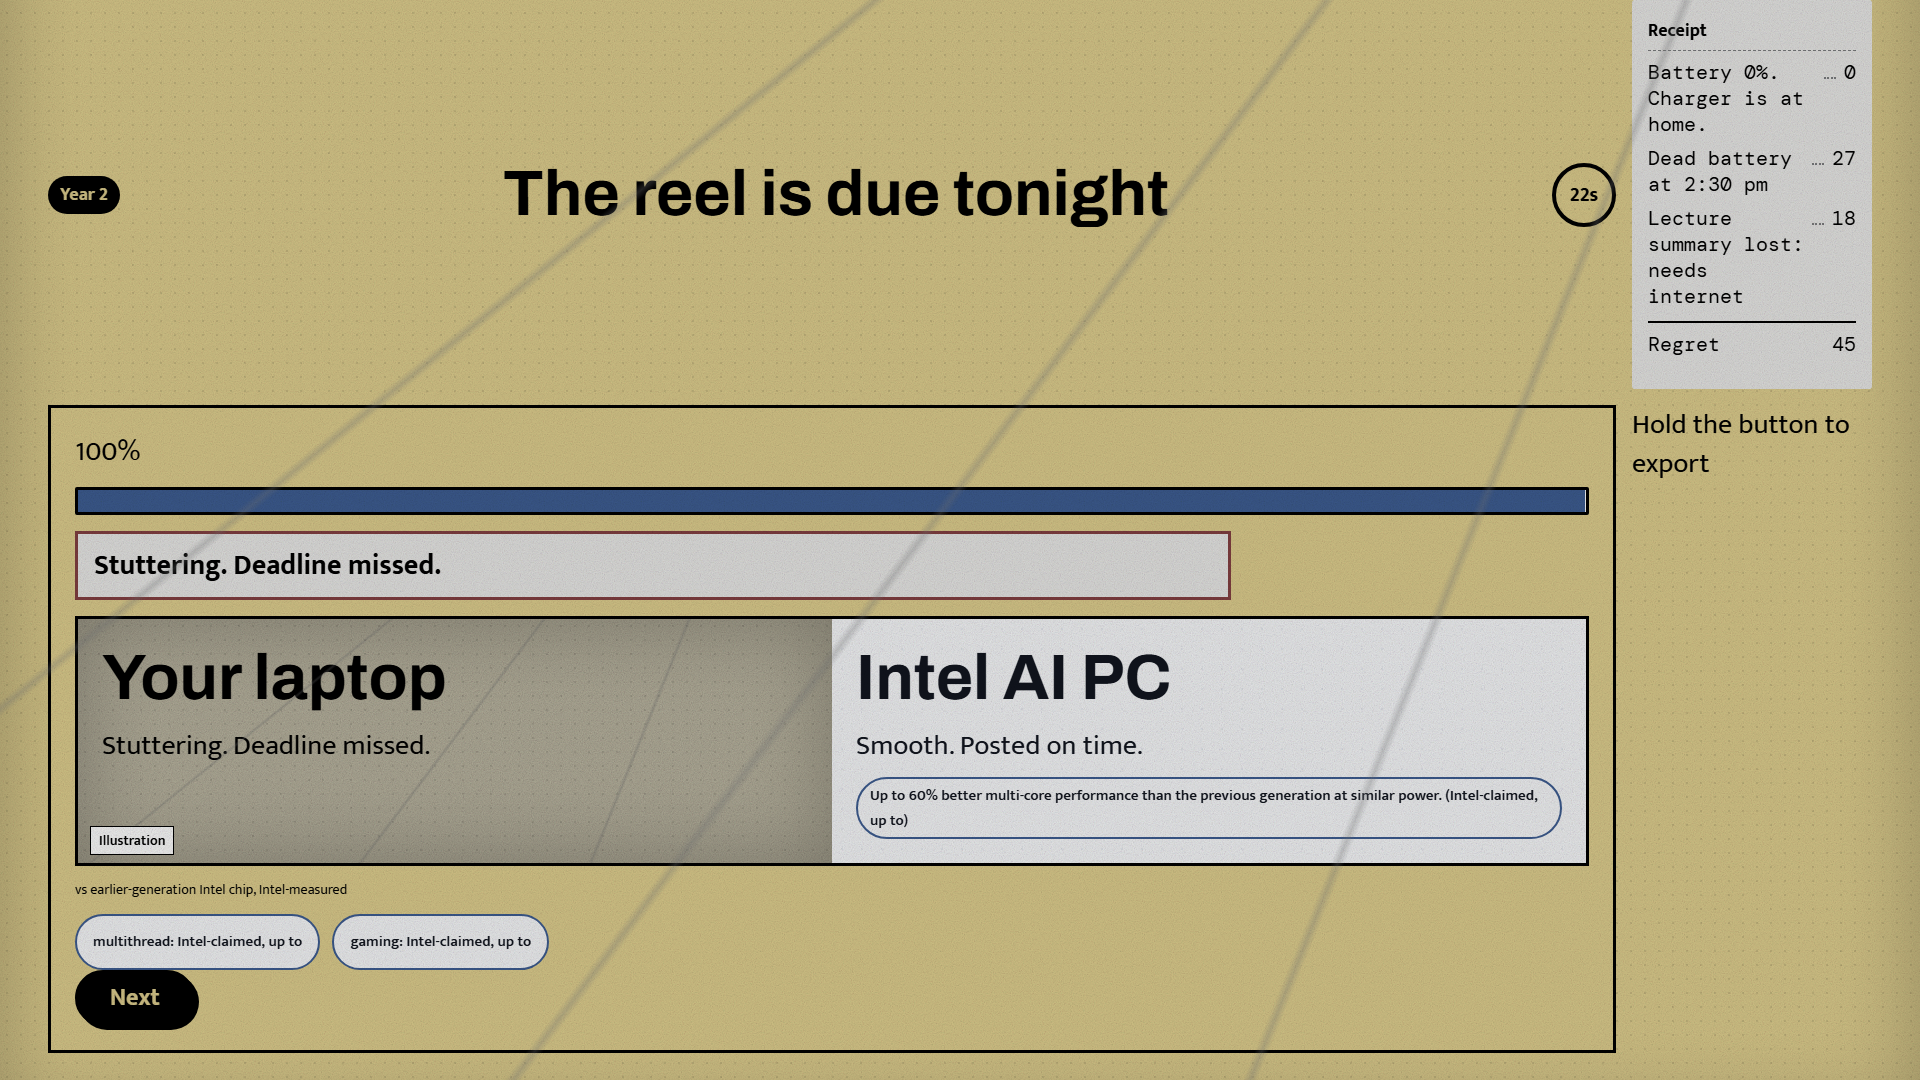 Year 2
The reel is due tonight
22s
Receipt
Battery 0%. .... 0
Charger is at
home.
Dead battery .... 27
at 2:30 pm
Lecture .... 18
summary lost:
needs
internet
Regret 45
Hold the button to
export
100%
Stuttering. Deadline missed.
Your laptop
Stuttering. Deadline missed.
Illustration
Intel AI PC
Smooth. Posted on time.
Up to 60% better multi-core performance than the previous generation at similar power. (Intel-claimed,
up to)
vs earlier-generation Intel chip, Intel-measured
multithread: Intel-claimed, up to
gaming: Intel-claimed, up to
Next